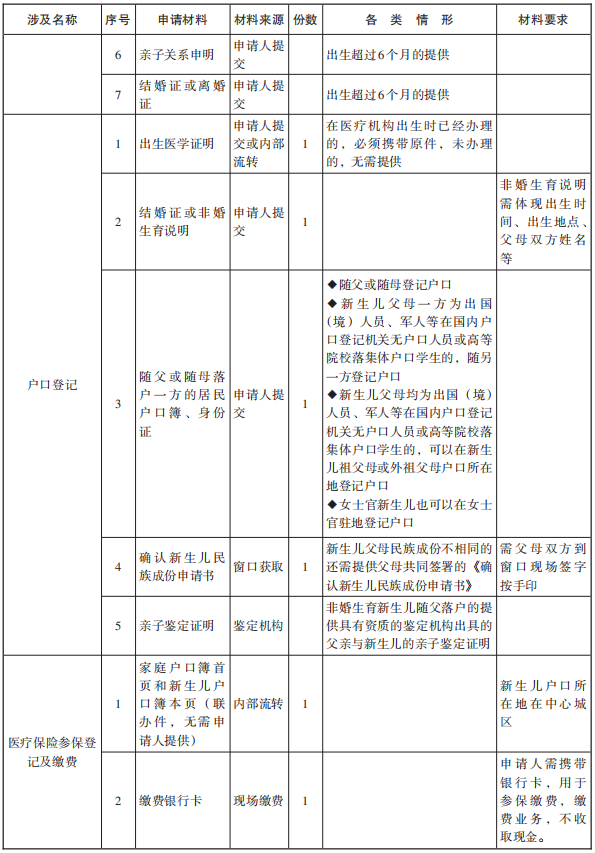 涉及名称 序号 申请材料 材料来源 份数 各类情形 材料要求
6 亲子关系申明 申请人提交 出生超过6个月的提供
7 结婚证或离婚证 申请人提交 出生超过6个月的提供
户口登记
1 出生医学证明 申请人提交或内部流转 1 在医疗机构出生时已经办理的，必须携带原件，未办理的，无需提供
2 结婚证或非婚生育说明 申请人提交 1 非婚生育说明需体现出生时间、出生地点、父母双方姓名等
3 随父或随母落户一方的居民户口簿、身份证 申请人提交 1
◆随父或随母登记户口
◆新生儿父母一方为出国
（境）人员、军人等在国内户
口登记机关无户口人员或高等
院校落集体户口学生的，随另
一方登记户口
◆新生儿父母均为出国（境）
人员、军人等在国内户口登记
机关无户口人员或高等院校落
集体户口学生的，可以在新生
儿祖父母或外祖父母户口所在
地登记户口
◆女士官新生儿也可以在女士
官驻地登记户口
4 确认新生儿民族成份申请书 窗口获取 1 新生儿父母民族成份不相同的还需提供父母共同签署的《确认新生儿民族成份申请书》 需父母双方到窗口现场签字按手印
5 亲子鉴定证明 鉴定机构 非婚生育新生儿随父落户的提供具有资质的鉴定机构出具的父亲与新生儿的亲子鉴定证明
医疗保险参保登记及缴费
1 家庭户口簿首页和新生儿户口簿本页（联办件，无需申请人提供） 内部流转 1 新生儿户口所在地在中心城区
2 缴费银行卡 现场缴费 1 申请人需携带银行卡，用于参保缴费，缴费业务，不收取现金。